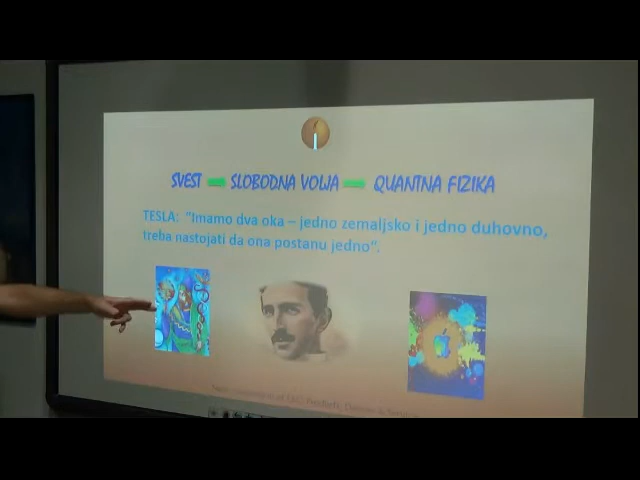 SVEST SLOBODNA VOLJA QUANTNA FIZIKA
TESLA: "Imamo dva oka – jedno zemaljsko i jedno duhovno,
treba nastojati da ona postanu jedno".